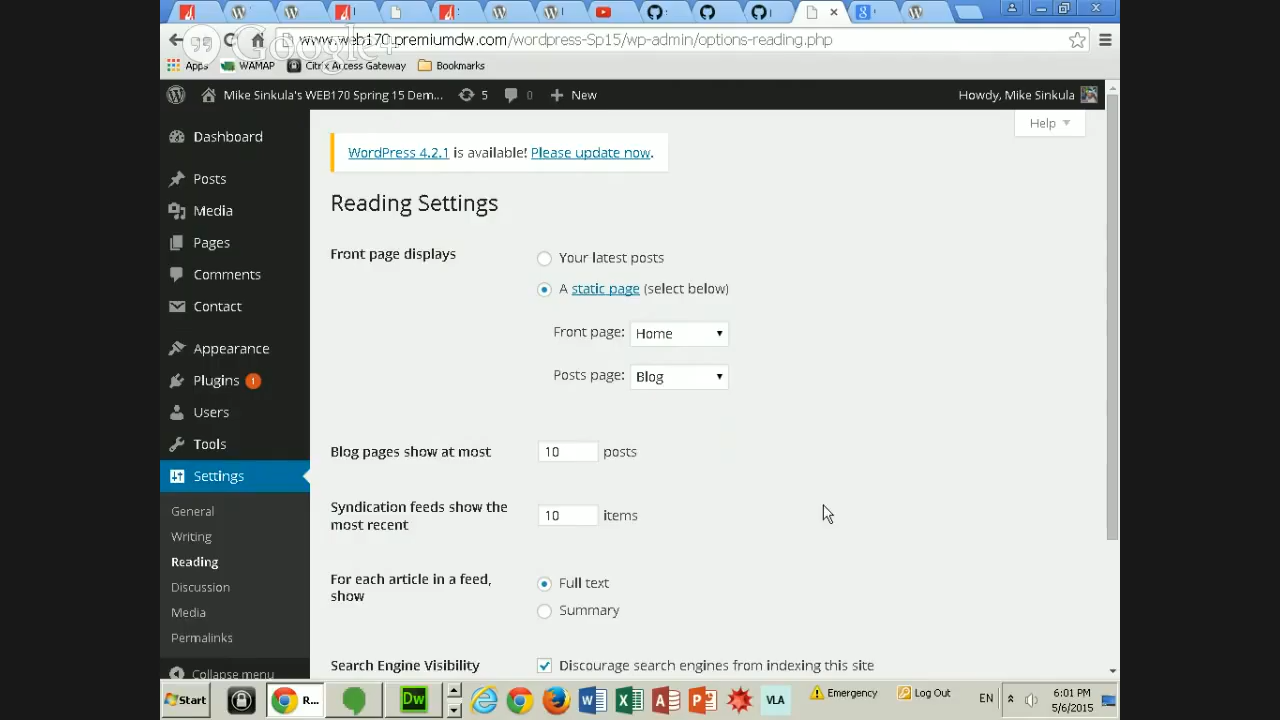 www.web170.premiumdw.com/wordpress-Sp15/wp-admin/options-reading.php
Google+
Apps WAMAP Citrix Access Gateway Bookmarks
Mike Sinkula's WEB170 Spring 15 Dem... 5 0 New Howdy, Mike Sinkula
Help
Dashboard
Posts
Media
Pages
Comments
Contact
Appearance
Plugins 1
Users
Tools
Settings
General
Writing
Reading
Discussion
Media
Permalinks
Collapse menu
WordPress 4.2.1 is available! Please update now.
Reading Settings
Front page displays
Your latest posts
A static page (select below)
Front page: Home
Posts page: Blog
Blog pages show at most 10 posts
Syndication feeds show the
most recent
10 items
For each article in a feed,
show
Full text
Summary
Search Engine Visibility Discourage search engines from indexing this site
Start R... Dw VLA Emergency Log Out EN 6:01 PM
5/6/2015